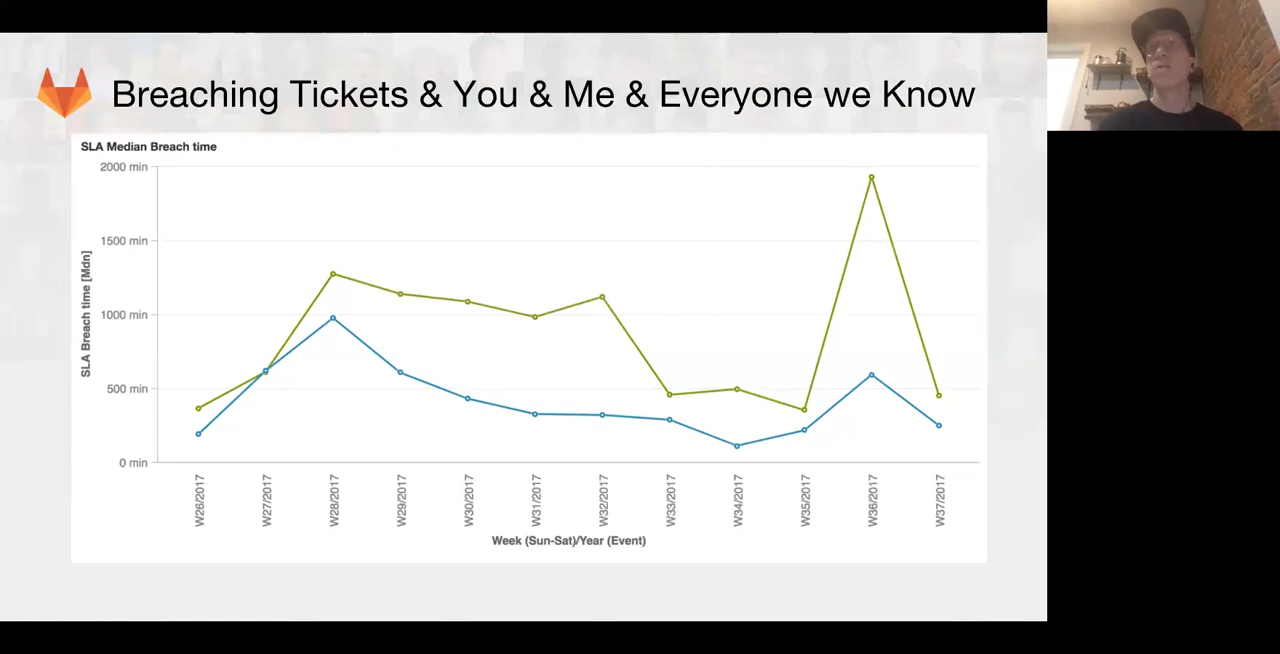 Breaching Tickets & You & Me & Everyone we Know
SLA Median Breach time
2000 min
1500 min
1000 min
500 min
0 min
SLA Breach time [Mdn]
W26/2017
W27/2017
W28/2017
W29/2017
W30/2017
W31/2017
W32/2017
W33/2017
W34/2017
W35/2017
W36/2017
W37/2017
Week (Sun-Sat)/Year (Event)